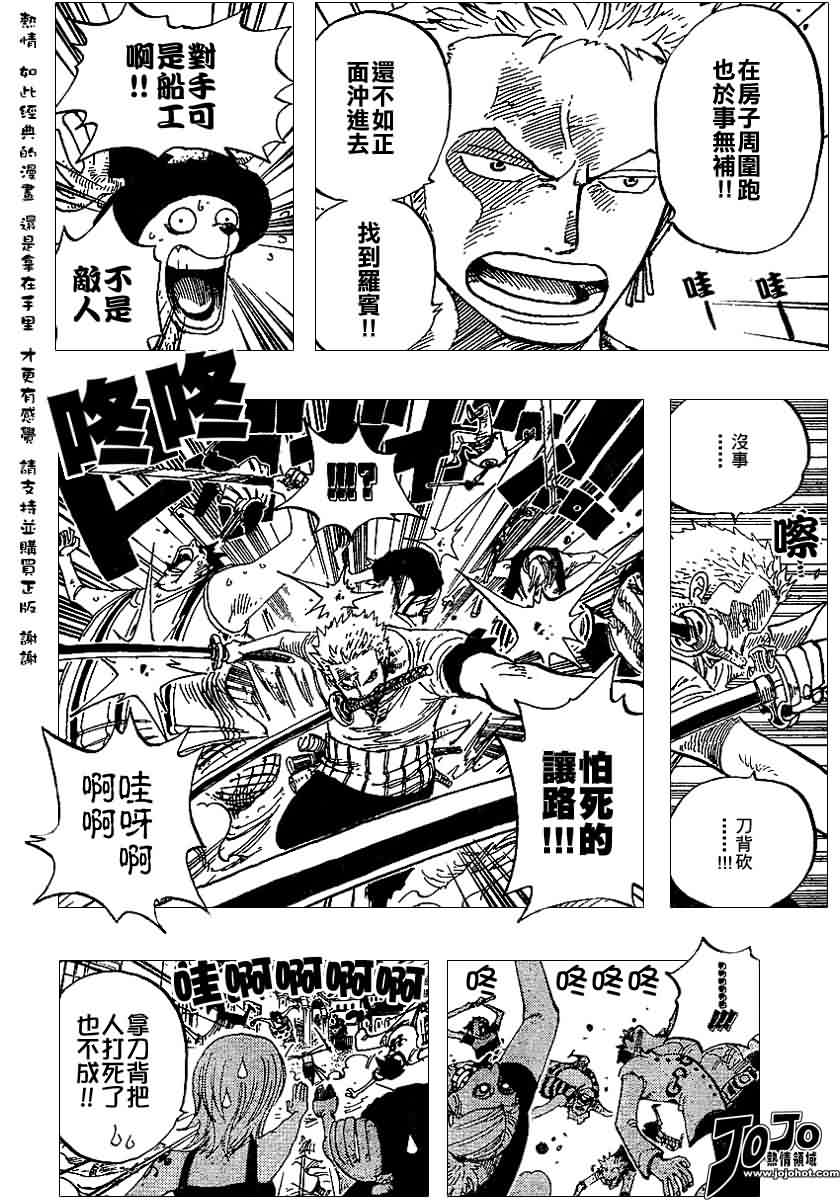 在房子周圍跑
也於事無補!!
還不如正
面沖進去
找到羅賓!!
哇
哇
對手可
是船工
啊!!
不是
敵人
沒事
……
嚓
……
刀背砍
……!!!
咚咚
!!!?
怕死的
讓路!!!
哇呀啊
啊啊
!!!
咚
咚咚咚
哇啊啊啊啊
拿刀背把
人打死了
也不成!!
熱情 如此經典的漫畫 還是拿在手里 才更有感覺 請支持並購買正版 謝謝
JOJO
熱情領域
www.jojohot.com